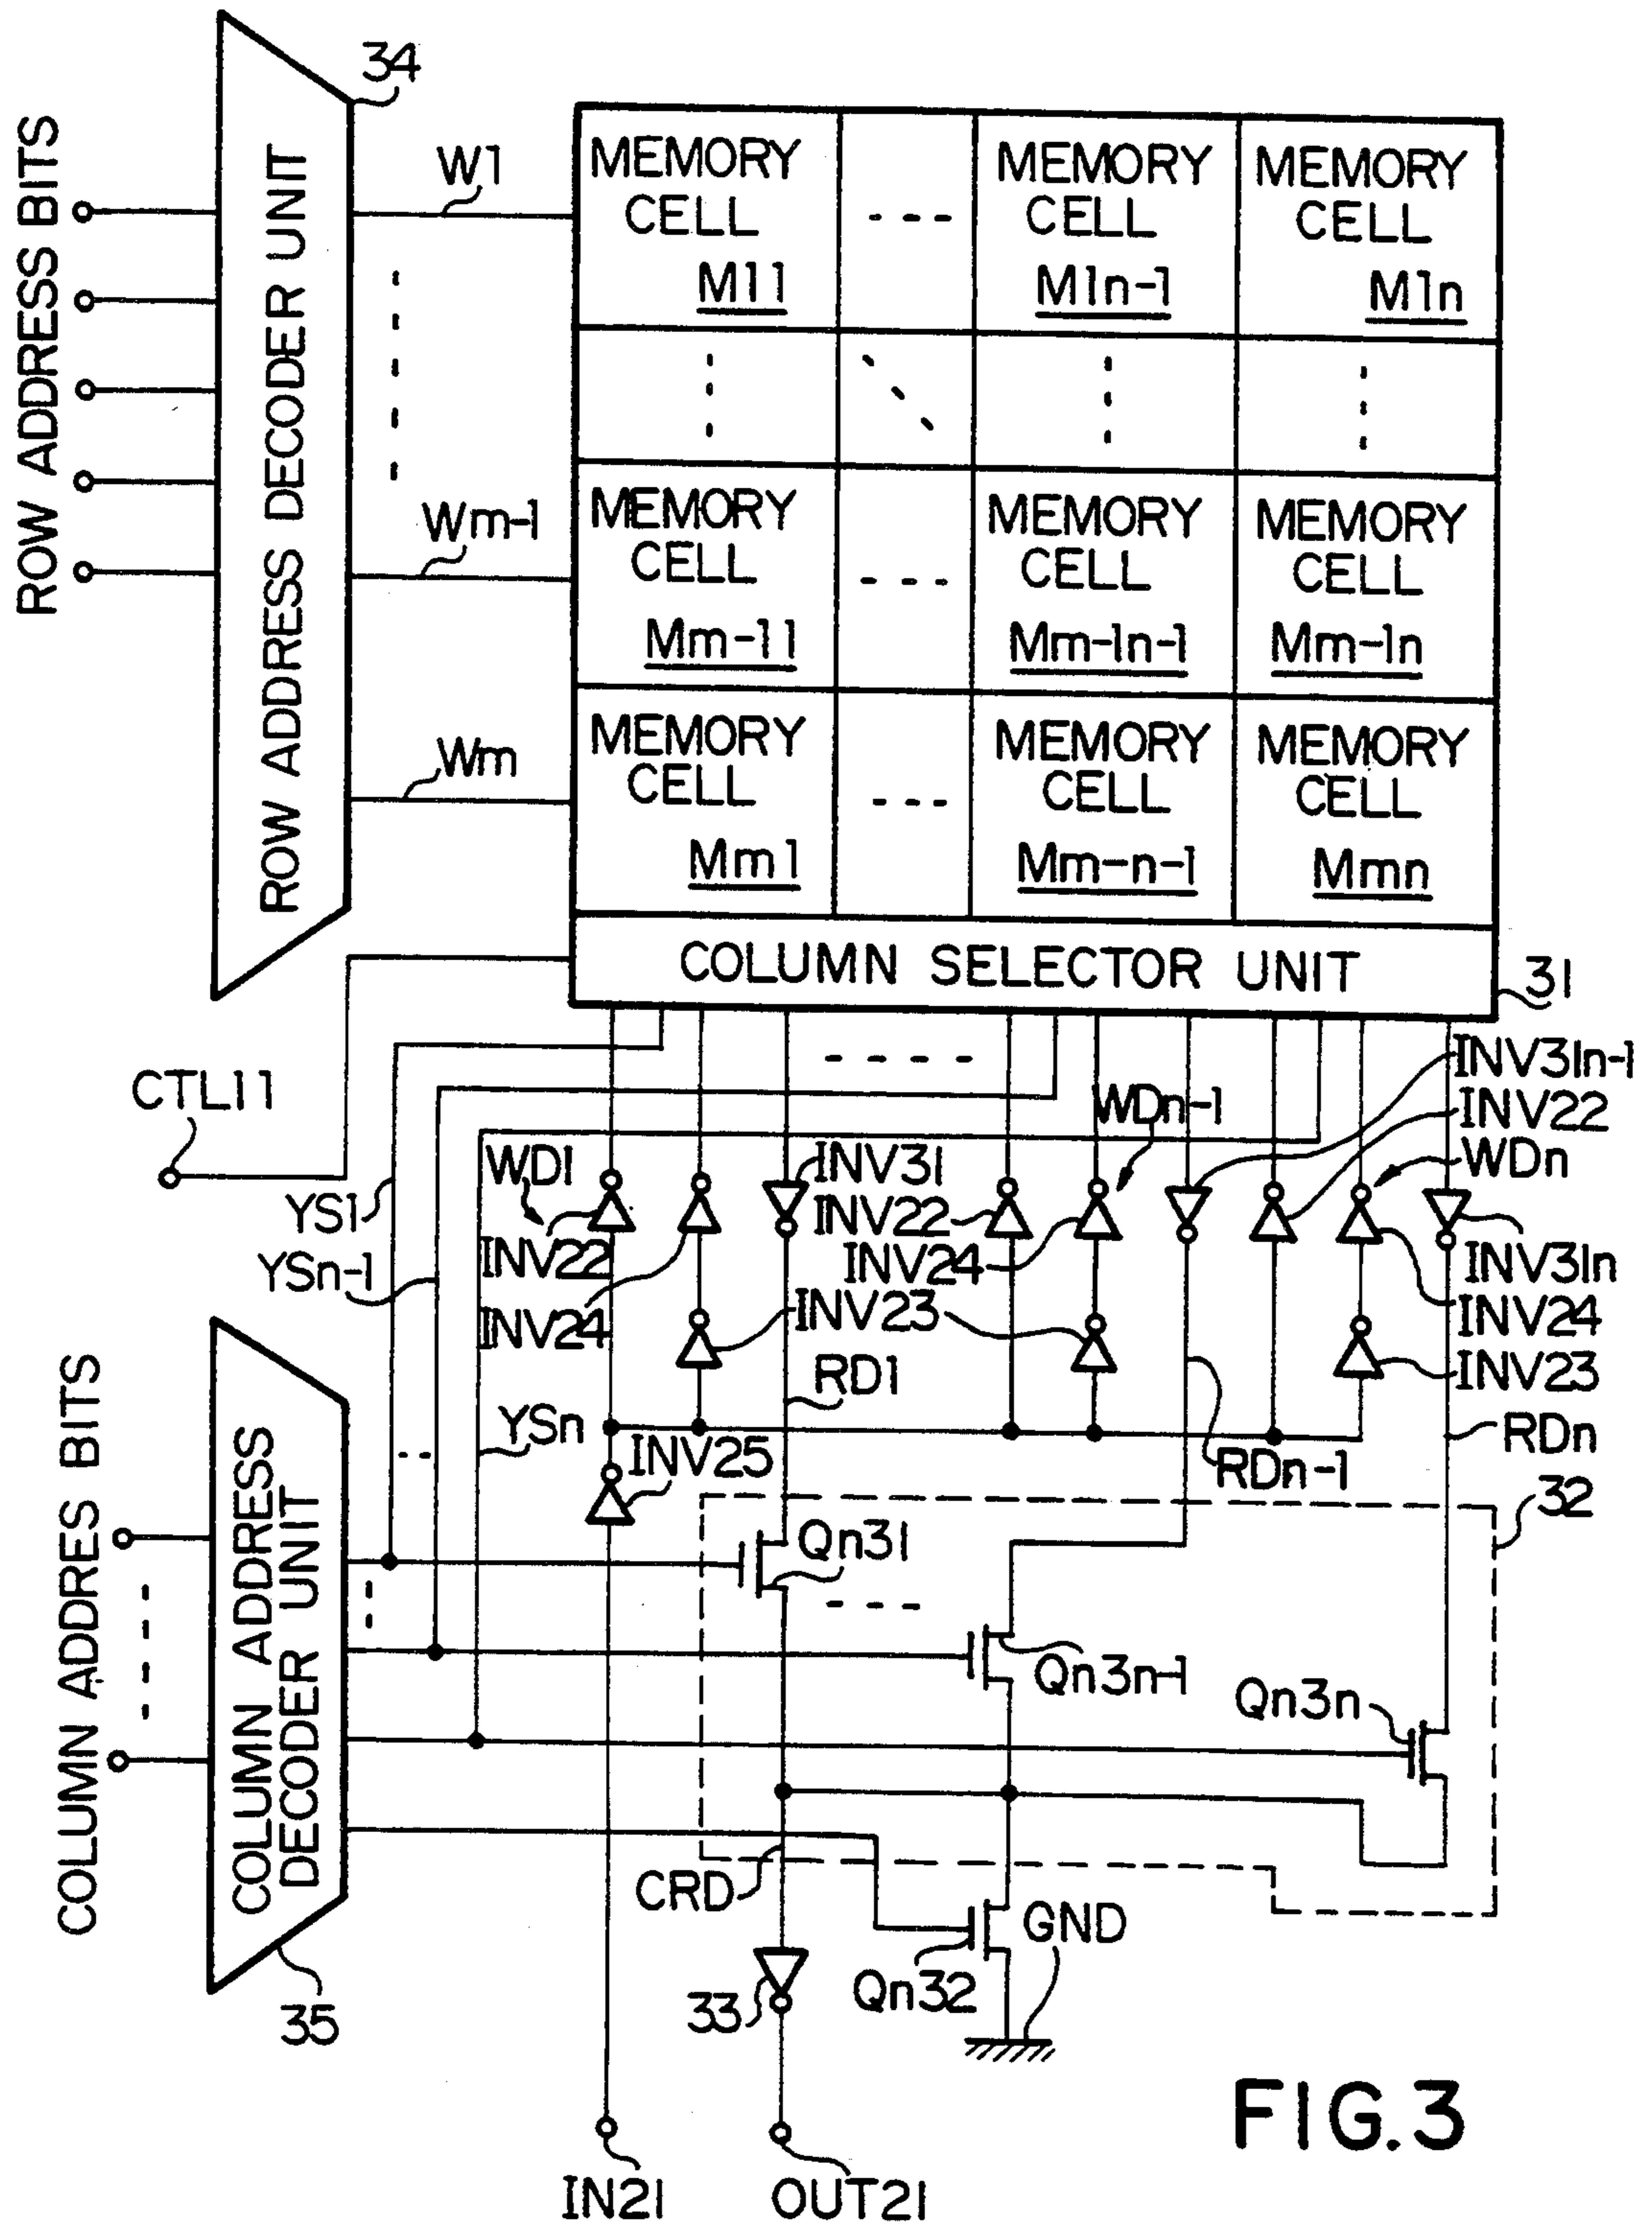 34
ROW ADDRESS BITS
ROW ADDRESS DECODER UNIT
W1
Wm-1
Wm
MEMORY CELL M11
- - - -
MEMORY CELL M1n-1
MEMORY CELL M1n
MEMORY CELL Mm-11
- - - -
MEMORY CELL Mm-1n-1
MEMORY CELL Mm-1n
MEMORY CELL Mm1
- - - -
MEMORY CELL Mm-n-1
MEMORY CELL Mmn
COLUMN SELECTOR UNIT
31
CTL11
INV31n-1
INV22
WDn-1
WDn
WD1
INV31
YS1
INV22
INV22
YSn-1
INV24
INV31n
INV24
INV23
INV24
INV23
RD1
YSn
RDn
INV25
RDn-1
32
COLUMN ADDRES BITS
COLUMN ADDRESS
DECODER UNIT
Qn31
Qn3n-1
Qn3n
CRD
GND
Qn32
33
35
IN21
OUT21
FIG.3